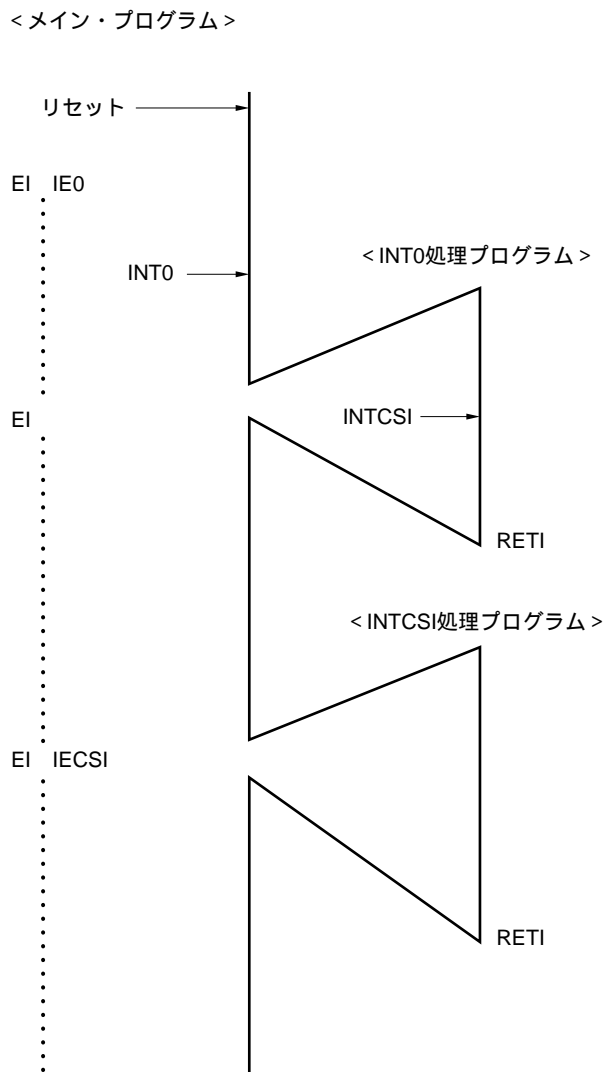 <メイン・プログラム>
リセット
EI IE0
<INT0処理プログラム>
INT0
EI
INTCSI
RETI
<INTCSI処理プログラム>
EI IECSI
RETI